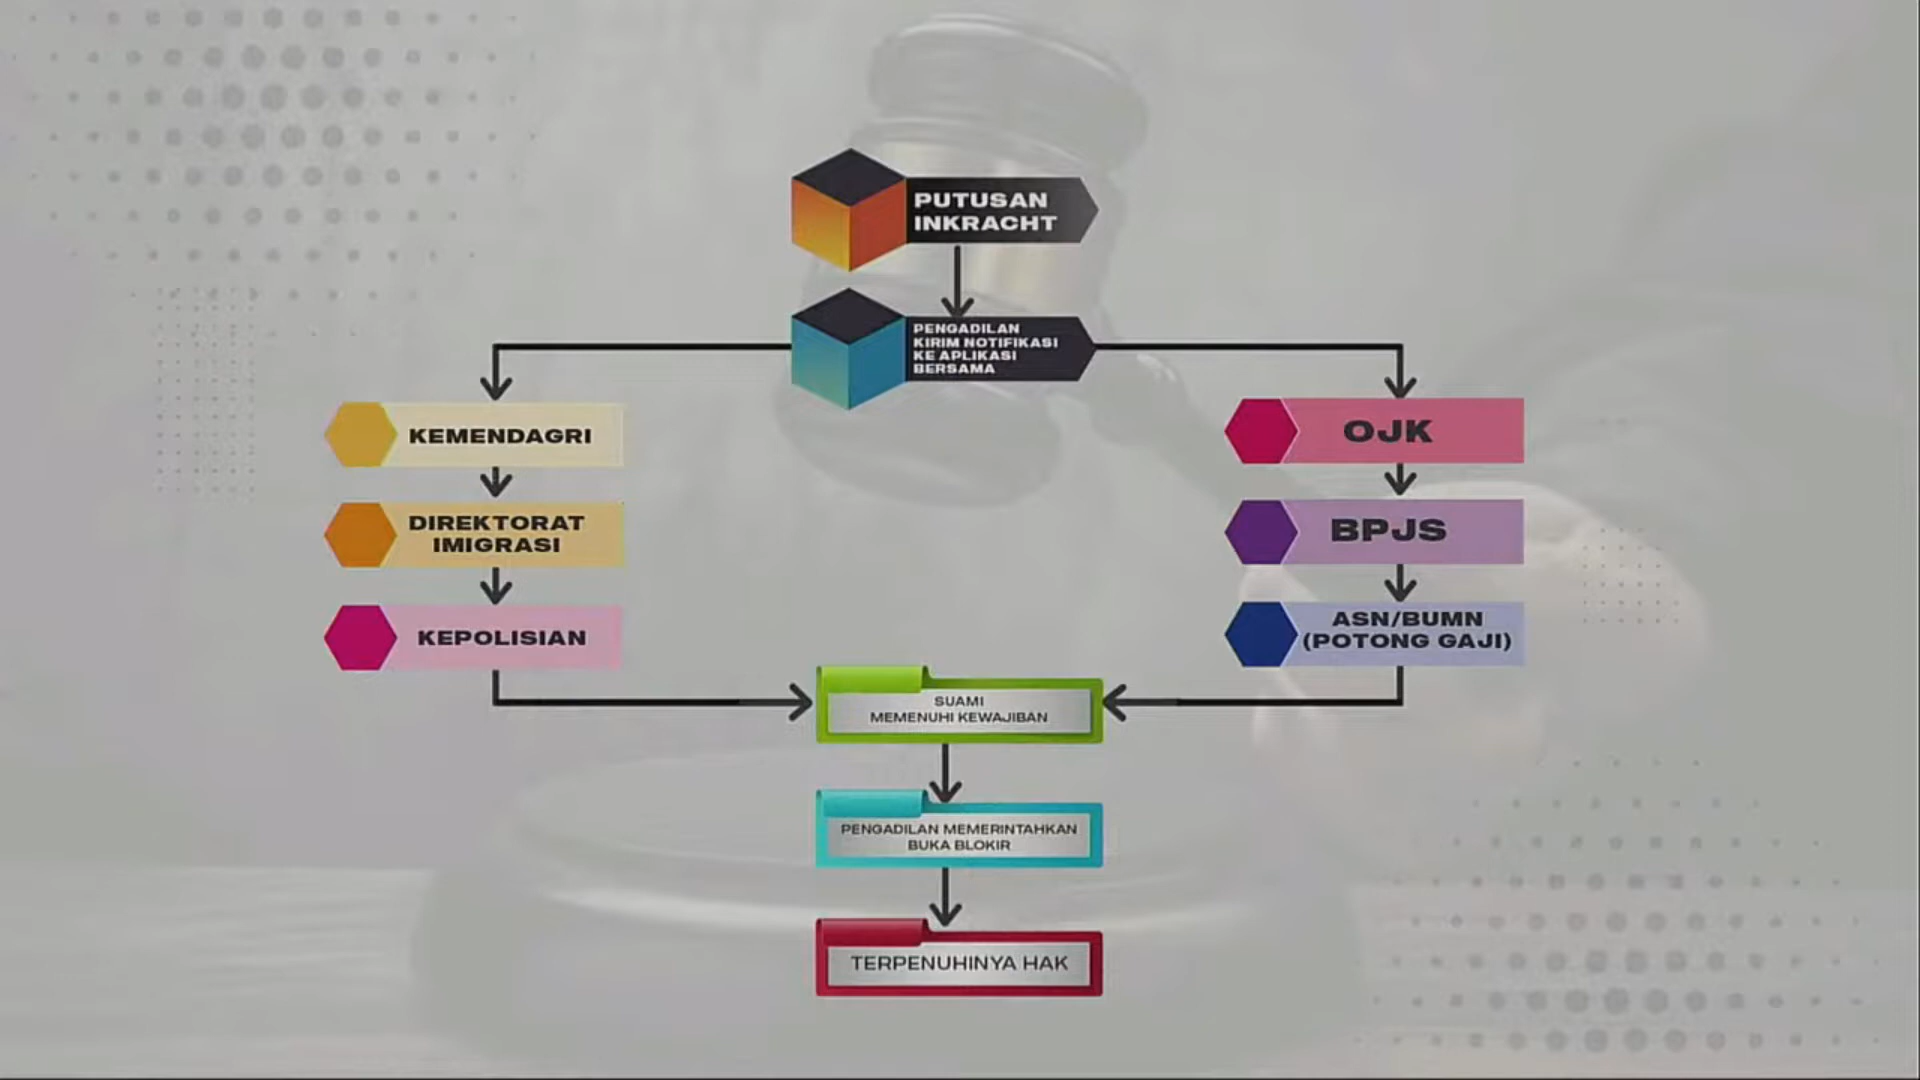 PUTUSAN
INKRACHT
PENGADILAN
KIRIM NOTIFIKASI
KE APLIKASI
BERSAMA
KEMENDAGRI
DIREKTORAT
IMIGRASI
KEPOLISIAN
OJK
BPJS
ASN/BUMN
(POTONG GAJI)
SUAMI
MEMENUHI KEWAJIBAN
PENGADILAN MEMERINTAHKAN
BUKA BLOKIR
TERPENUHINYA HAK